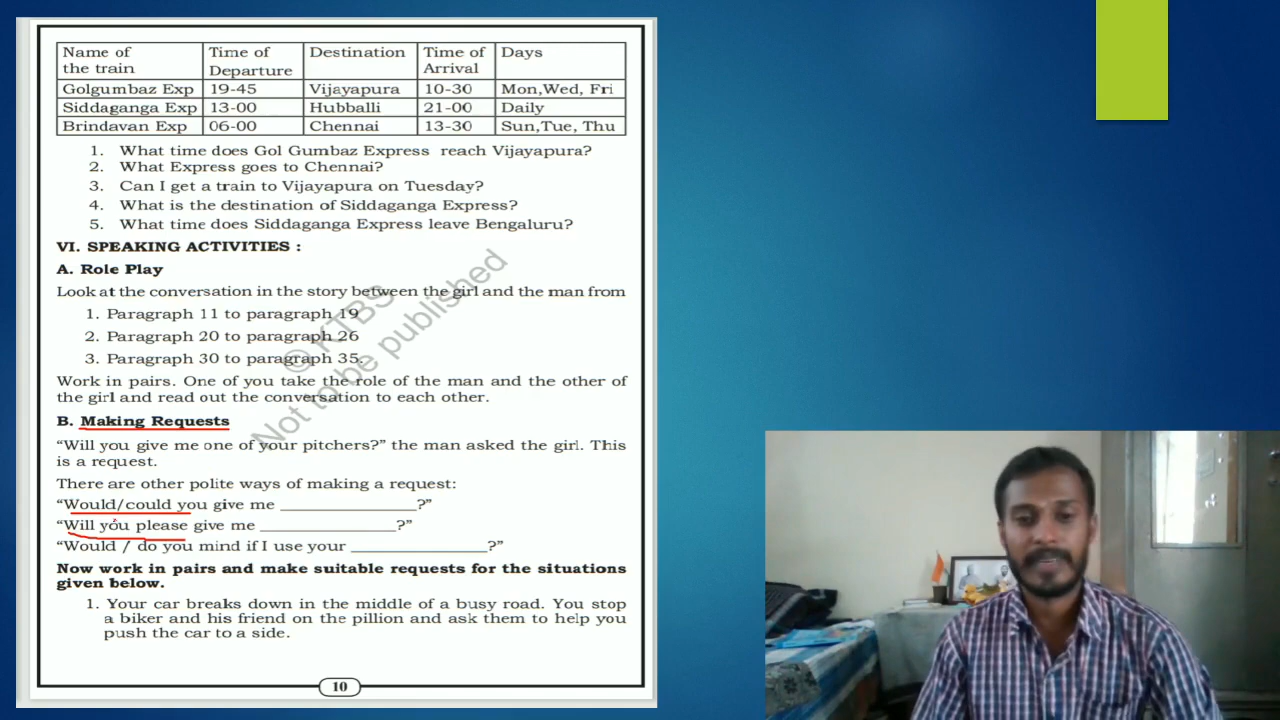 Name of the train | Time of Departure | Destination | Time of Arrival | Days
Golgumbaz Exp | 19-45 | Vijayapura | 10-30 | Mon,Wed, Fri
Siddaganga Exp | 13-00 | Hubballi | 21-00 | Daily
Brindavan Exp | 06-00 | Chennai | 13-30 | Sun,Tue, Thu
1. What time does Gol Gumbaz Express reach Vijayapura?
2. What Express goes to Chennai?
3. Can I get a train to Vijayapura on Tuesday?
4. What is the destination of Siddaganga Express?
5. What time does Siddaganga Express leave Bengaluru?
VI. SPEAKING ACTIVITIES :
A. Role Play
Look at the conversation in the story between the girl and the man from
1. Paragraph 11 to paragraph 19
2. Paragraph 20 to paragraph 26
3. Paragraph 30 to paragraph 35.
Work in pairs. One of you take the role of the man and the other of
the girl and read out the conversation to each other.
B. Making Requests
“Will you give me one of your pitchers?” the man asked the girl. This
is a request.
There are other polite ways of making a request:
“Would/could you give me ________________?”
“Will you please give me ________________?”
“Would / do you mind if I use your ________________?”
Now work in pairs and make suitable requests for the situations
given below.
1. Your car breaks down in the middle of a busy road. You stop
a biker and his friend on the pillion and ask them to help you
push the car to a side.
10
© KTBS
Not to be published